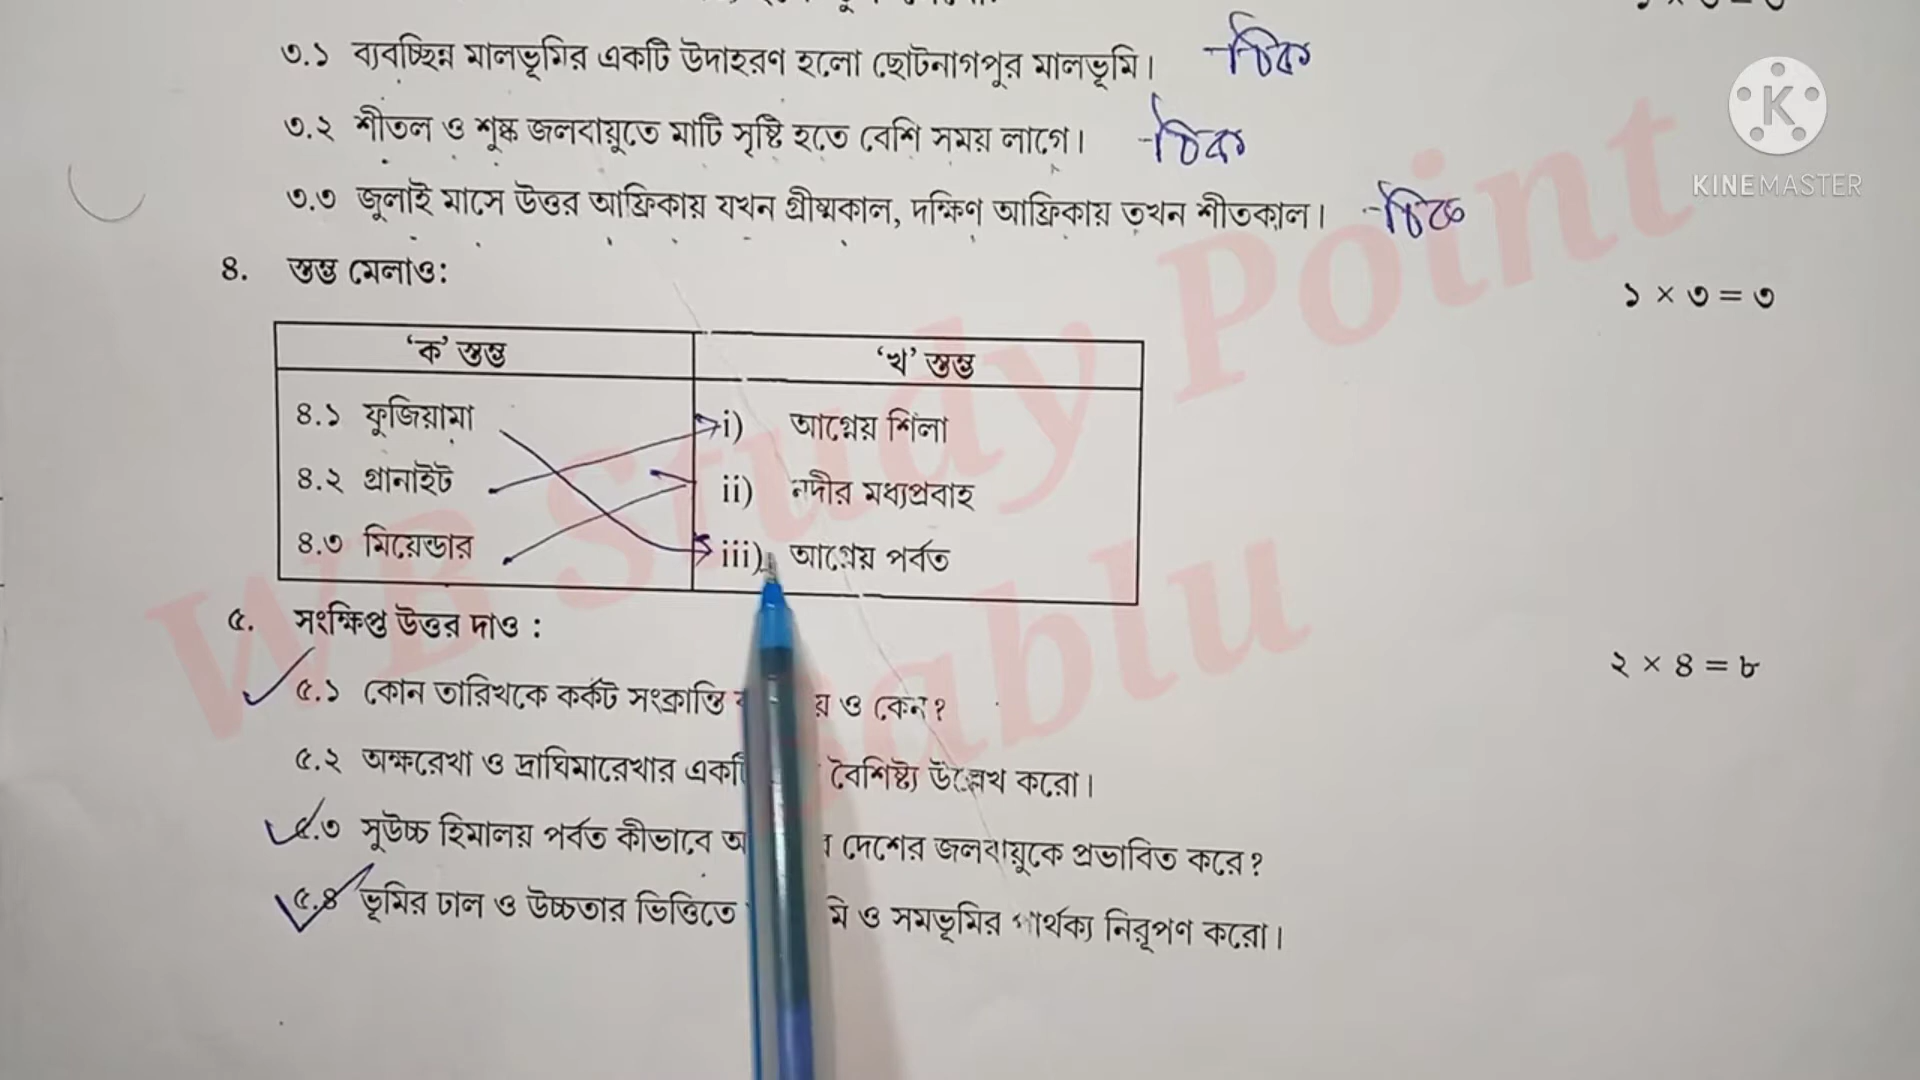 ৩.১ ব্যবচ্ছিন্ন মালভূমির একটি উদাহরণ হলো ছোটনাগপুর মালভূমি। -ঠিক
৩.২ শীতল ও শুষ্ক জলবায়ুতে মাটি সৃষ্টি হতে বেশি সময় লাগে। -ঠিক
৩.৩ জুলাই মাসে উত্তর আফ্রিকায় যখন গ্রীষ্মকাল, দক্ষিণ আফ্রিকায় তখন শীতকাল। -ঠিক
৪. স্তম্ভ মেলাও: ১ × ৩ = ৩
‘ক’ স্তম্ভ ‘খ’ স্তম্ভ
৪.১ ফুজিয়ামা i) আগ্নেয় শিলা
৪.২ গ্রানাইট ii) নদীর মধ্যপ্রবাহ
৪.৩ মিয়েন্ডার iii) আগ্নেয় পর্বত
৫. সংক্ষিপ্ত উত্তর দাও : ২ × ৪ = ৮
৫.১ কোন তারিখকে কর্কট সংক্রান্তি ও কেন?
৫.২ অক্ষরেখা ও দ্রাঘিমারেখার বৈশিষ্ট্য উল্লেখ করো।
৫.৩ সুউচ্চ হিমালয় পর্বত কীভাবে দেশের জলবায়ুকে প্রভাবিত করে?
৫.৪ ভূমির ঢাল ও উচ্চতার ভিত্তিতে ও সমভূমির পার্থক্য নিরূপণ করো।
WB Study Point
K
KINEMASTER